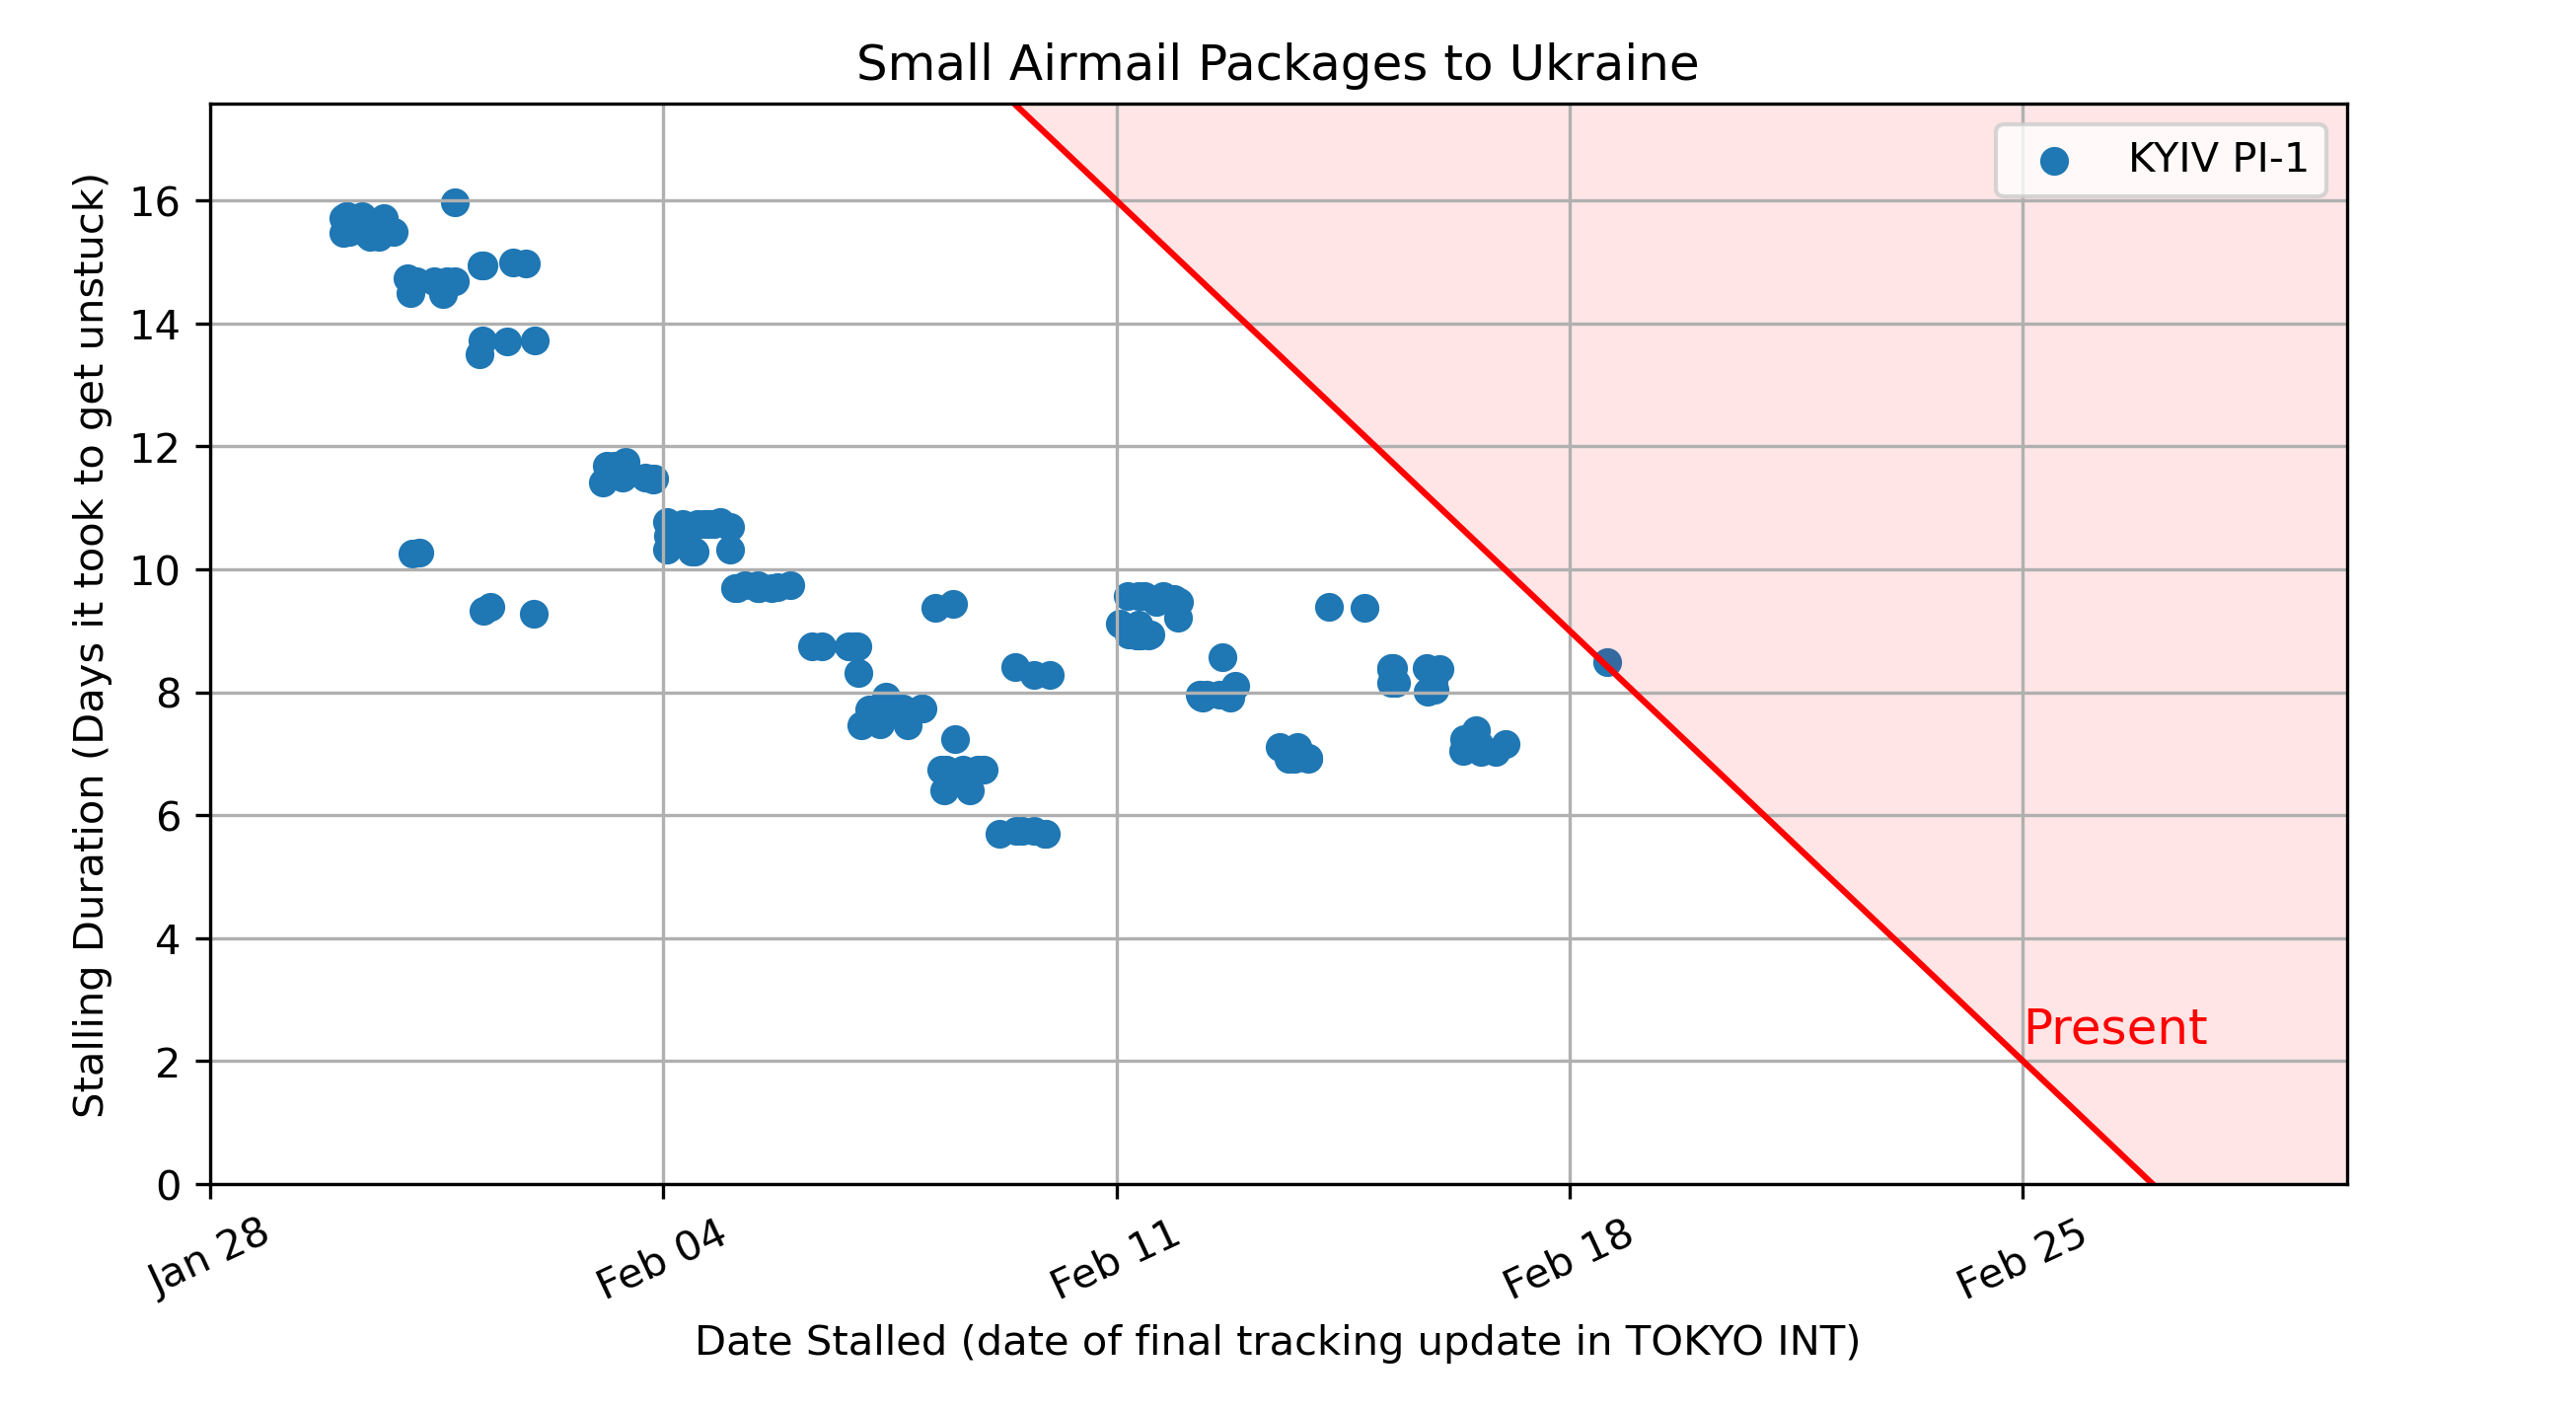 Small Airmail Packages to Ukraine
KYIV PI-1
Stalling Duration (Days it took to get unstuck)
16
14
12
10
8
6
4
2
0
Present
Jan 28
Feb 04
Feb 11
Feb 18
Feb 25
Date Stalled (date of final tracking update in TOKYO INT)